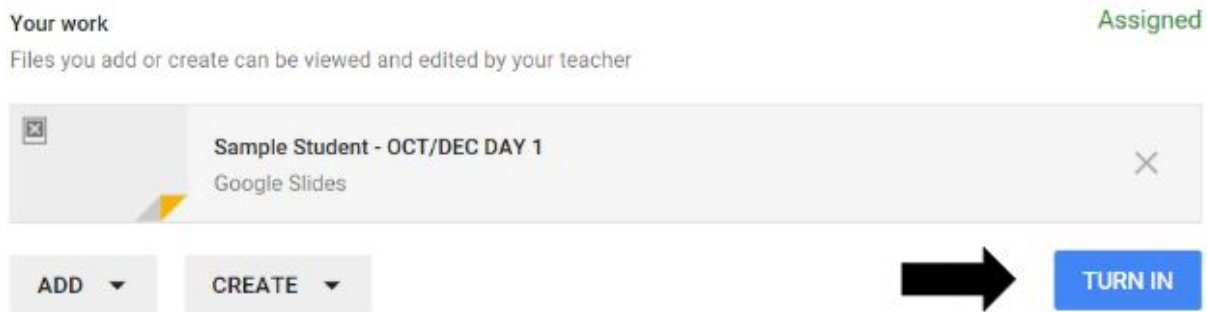 Your work
Assigned
Files you add or create can be viewed and edited by your teacher
Sample Student - OCT/DEC DAY 1
Google Slides
ADD
CREATE
TURN IN